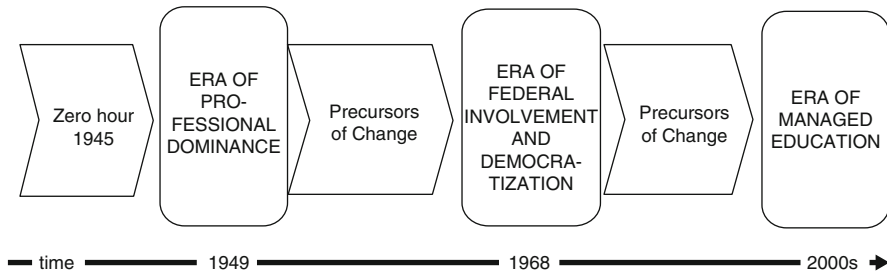 Zero hour
1945
ERA OF
PRO-
FESSIONAL
DOMINANCE
Precursors
of Change
ERA OF
FEDERAL
INVOLVEMENT
AND
DEMOCRA-
TIZATION
Precursors
of Change
ERA OF
MANAGED
EDUCATION
time 1949 1968 2000s